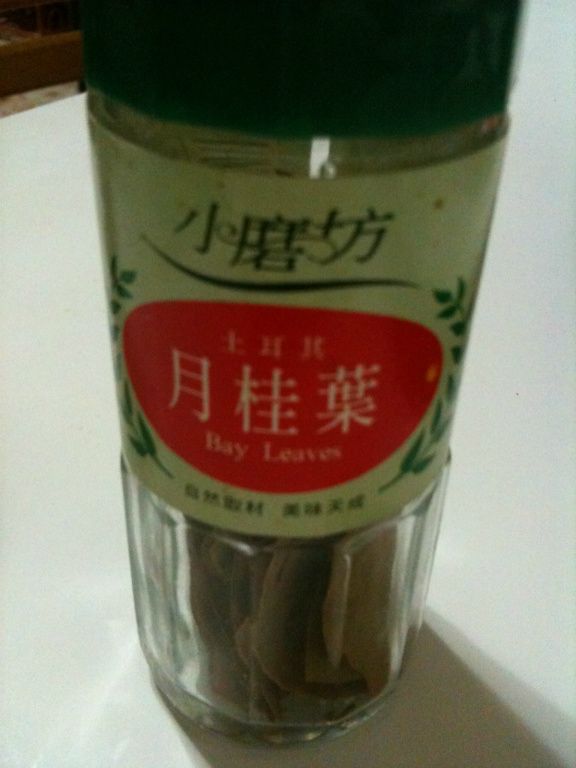 小磨坊
土耳其
月桂葉
Bay Leaves
自然取材 美味天成